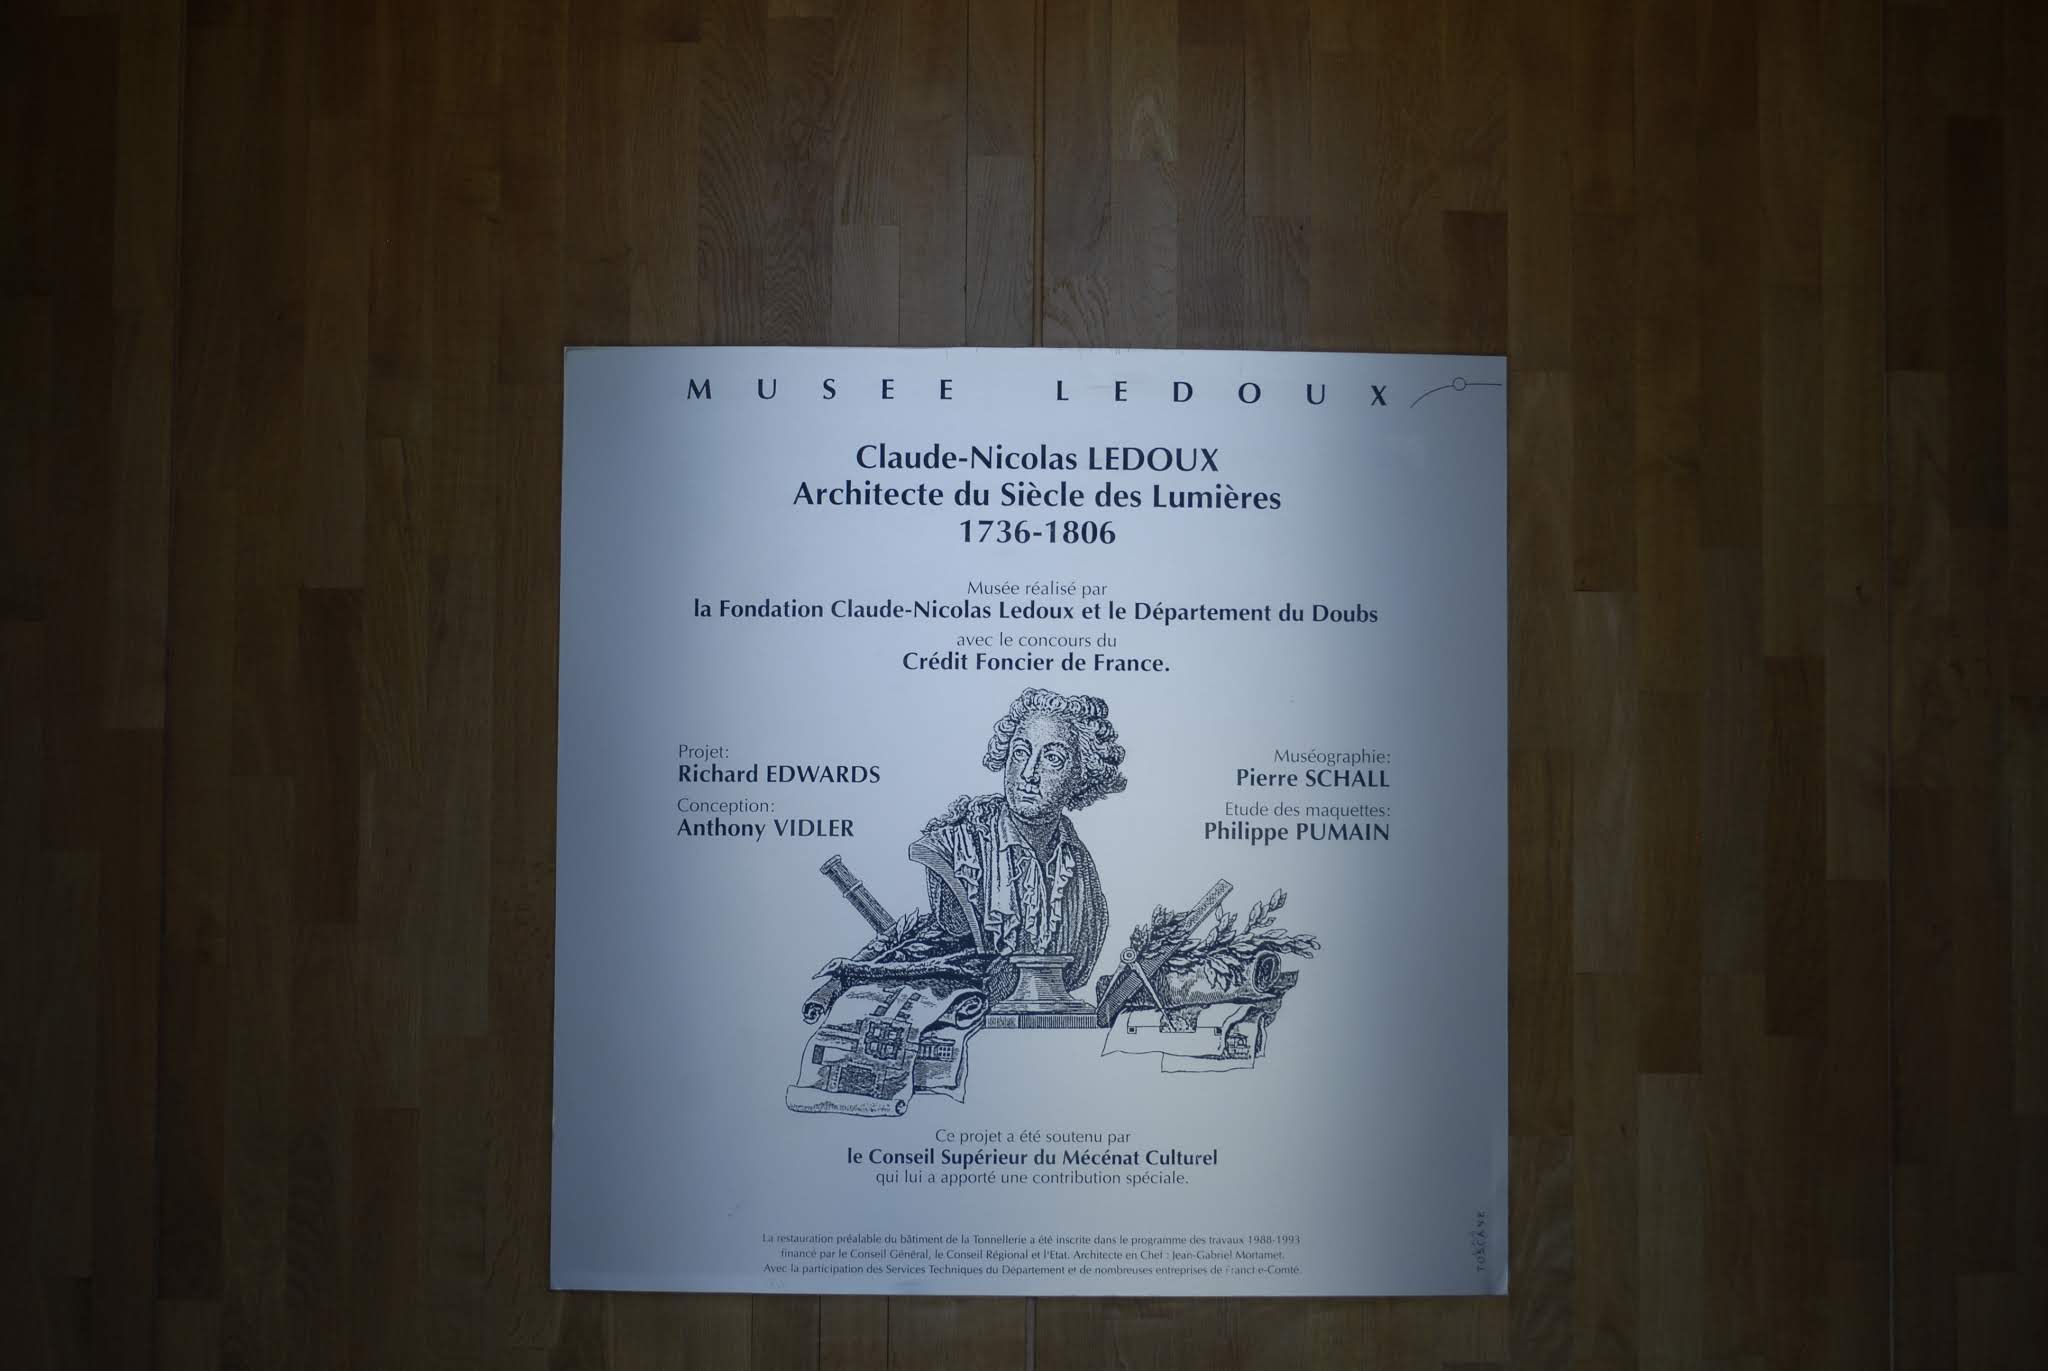 MUSEE LEDOUX
Claude-Nicolas LEDOUX
Architecte du Siècle des Lumières
1736-1806
Musée réalisé par
la Fondation Claude-Nicolas Ledoux et le Département du Doubs
avec le concours du
Crédit Foncier de France.
Projet:
Richard EDWARDS
Conception:
Anthony VIDLER
Muséographie:
Pierre SCHALL
Etude des maquettes:
Philippe PUMAIN
Ce projet a été soutenu par
le Conseil Supérieur du Mécénat Culturel
qui lui a apporté une contribution spéciale.
La restauration préalable du bâtiment de la Tonnellerie a été inscrite dans le programme des travaux 1988-1993
financé par le Conseil Général, le Conseil Régional et l'Etat. Architecte en Chef : Jean-Gabriel Mortamet.
Avec la participation des Services Techniques du Département et de nombreuses entreprises de Franche-Comté.
TOSCANE